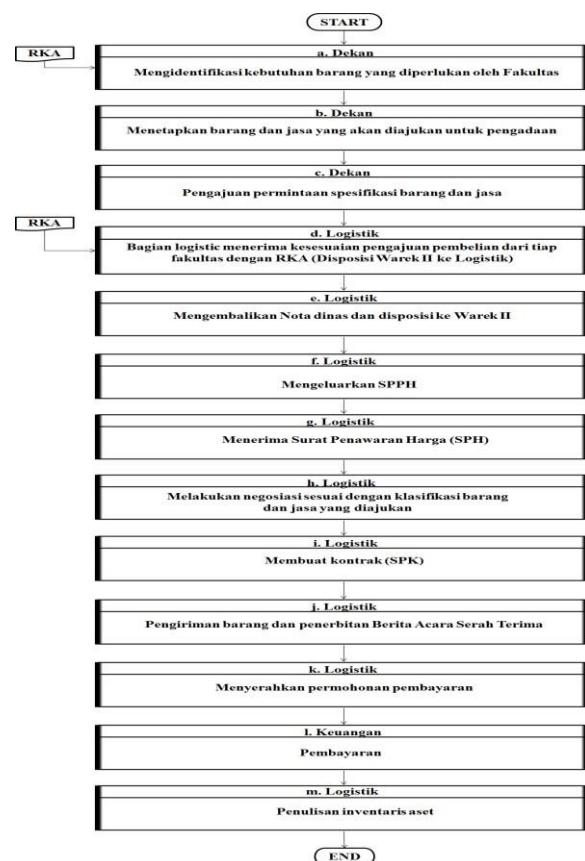 START
RKA
a. Dekan
Mengidentifikasi kebutuhan barang yang diperlukan oleh Fakultas
b. Dekan
Menetapkan barang dan jasa yang akan diajukan untuk pengadaan
c. Dekan
Pengajuan permintaan spesifikasi barang dan jasa
RKA
d. Logistik
Bagian logistic menerima kesesuaian pengajuan pembelian dari tiap
fakultas dengan RKA (Disposisi Warek II ke Logistik)
e. Logistik
Mengembalikan Nota dinas dan disposisi ke Warek II
f. Logistik
Mengeluarkan SPPH
g. Logistik
Menerima Surat Penawaran Harga (SPH)
h. Logistik
Melakukan negosiasi sesuai dengan klasifikasi barang
dan jasa yang diajukan
i. Logistik
Membuat kontrak (SPK)
j. Logistik
Pengiriman barang dan penerbitan Berita Acara Serah Terima
k. Logistik
Menyerahkan permohonan pembayaran
l. Keuangan
Pembayaran
m. Logistik
Penulisan inventaris aset
END